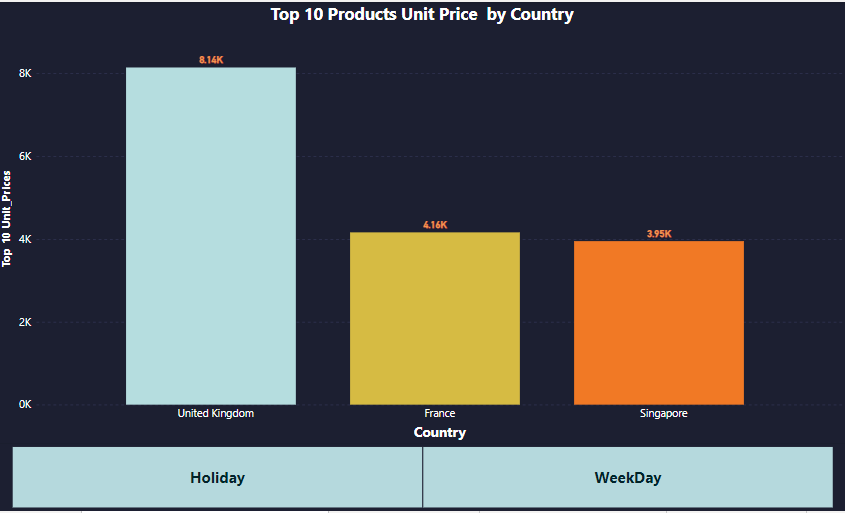 Top 10 Products Unit Price  by Country
8.14K
8K
6K
4.16K
3.95K
4K
2K
0K
Top 10 Unit_Prices
United Kingdom
France
Singapore
Country
Holiday
WeekDay